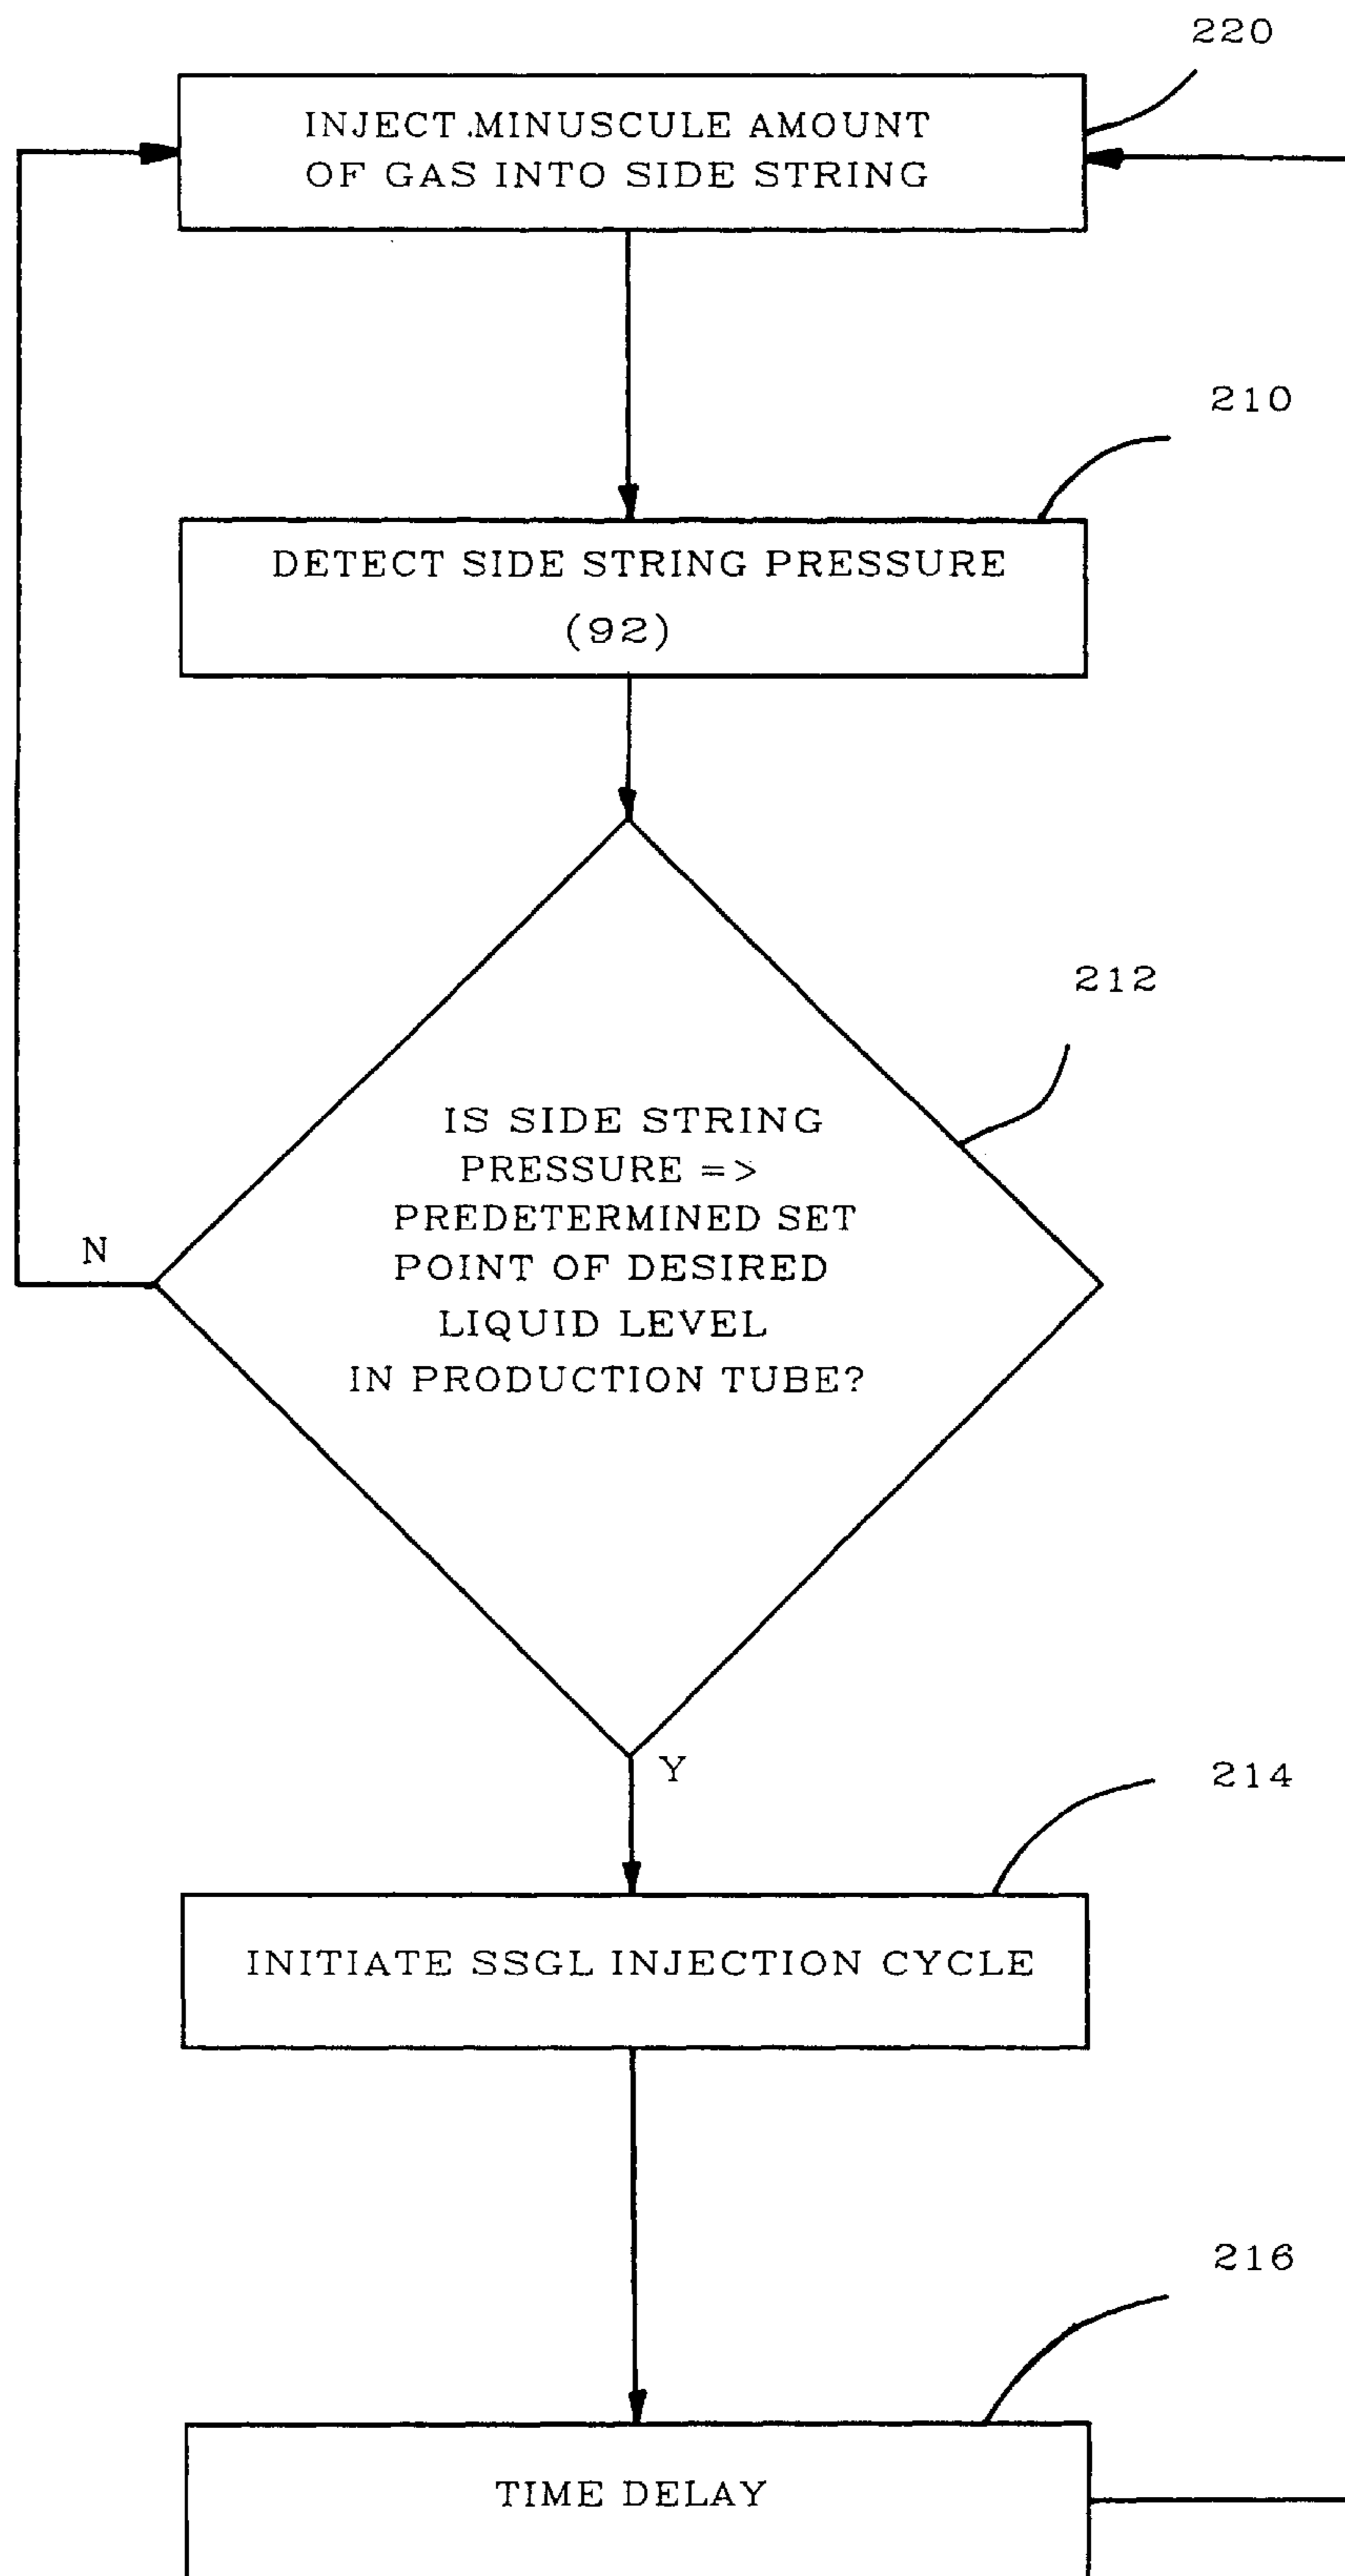 220
INJECT MINUSCULE AMOUNT
OF GAS INTO SIDE STRING
210
DETECT SIDE STRING PRESSURE
(92)
212
IS SIDE STRING
PRESSURE =>
PREDETERMINED SET
POINT OF DESIRED
LIQUID LEVEL
IN PRODUCTION TUBE?
N
Y
214
INITIATE SSGL INJECTION CYCLE
216
TIME DELAY